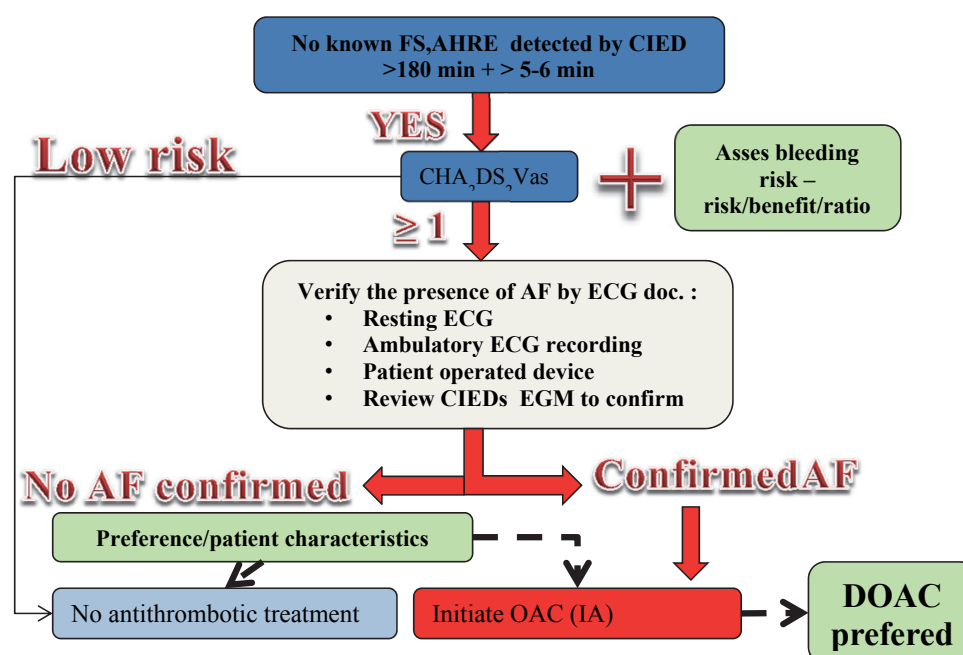 No known FS,AHRE detected by CIED
>180 min + > 5-6 min
YES
Low risk
CHA₂DS₂Vas
Asses bleeding
risk –
risk/benefit/ratio
≥ 1
Verify the presence of AF by ECG doc. :
• Resting ECG
• Ambulatory ECG recording
• Patient operated device
• Review CIEDs EGM to confirm
No AF confirmed
ConfirmedAF
Preference/patient characteristics
No antithrombotic treatment
Initiate OAC (IA)
DOAC
prefered